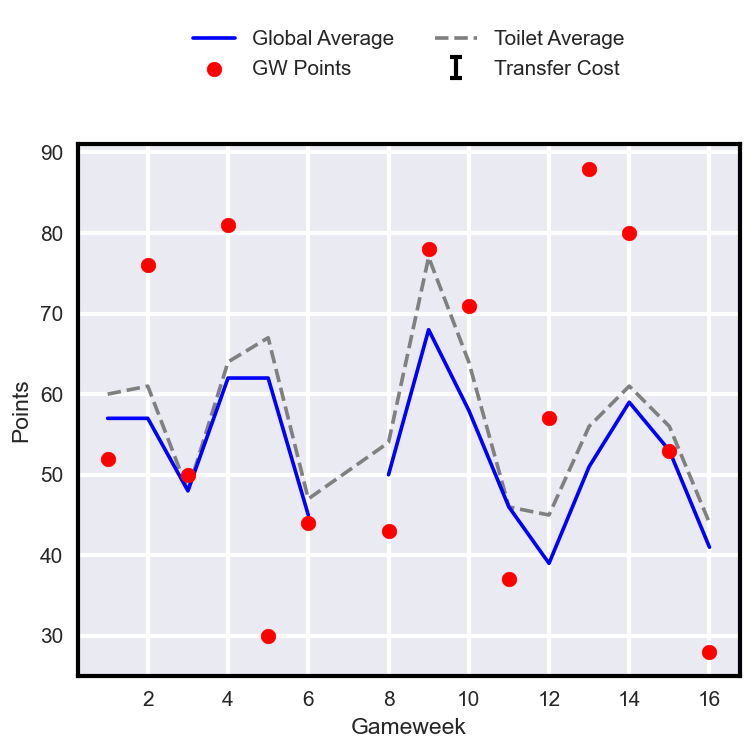 Global Average
GW Points
Toilet Average
Transfer Cost
90
80
70
60
50
40
30
Points
2 4 6 8 10 12 14 16
Gameweek